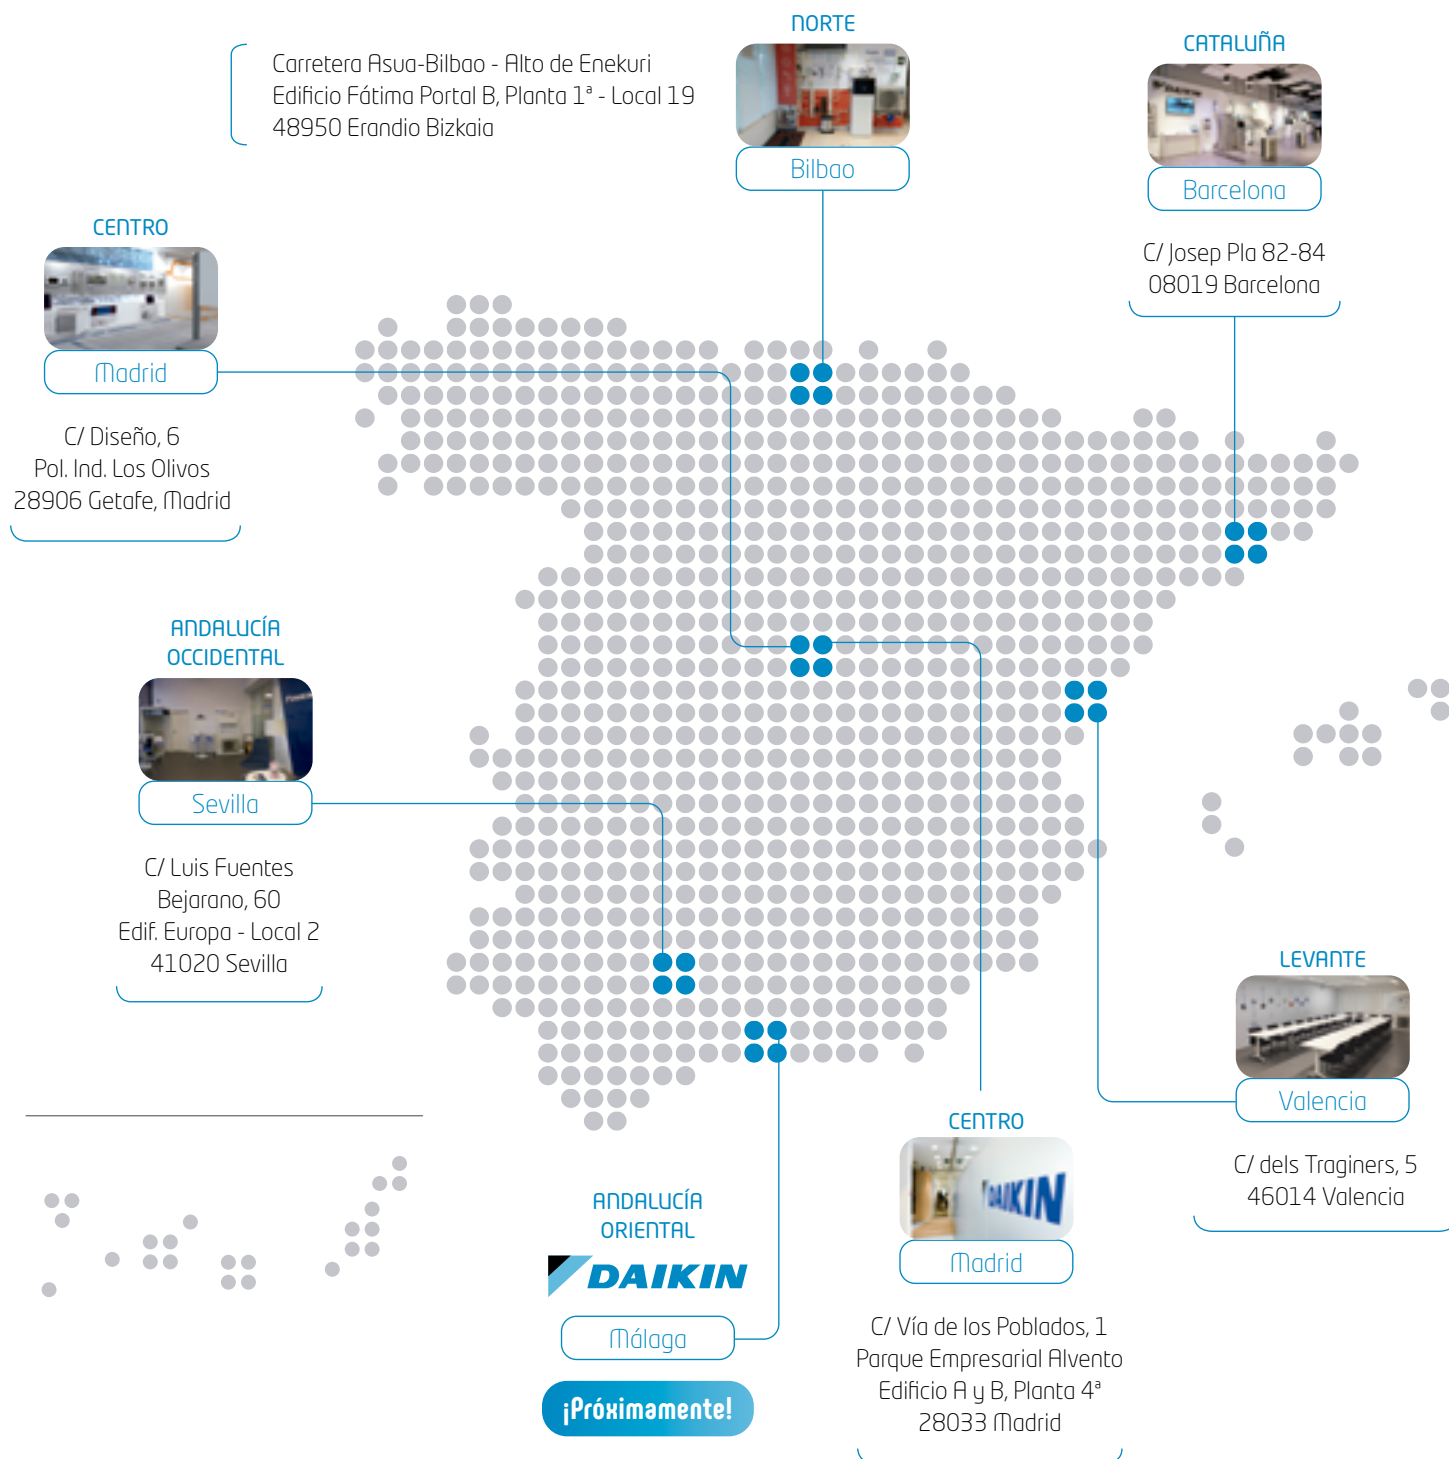 NORTE
Carretera Asua-Bilbao - Alto de Enekuri
Edificio Fátima Portal B, Planta 1ª - Local 19
48950 Erandio Bizkaia
Bilbao
CATALUÑA
DAIKIN
Barcelona
C/ Josep Pla 82-84
08019 Barcelona
CENTRO
Madrid
C/ Diseño, 6
Pol. Ind. Los Olivos
28906 Getafe, Madrid
ANDALUCÍA
OCCIDENTAL
Sevilla
C/ Luis Fuentes
Bejarano, 60
Edif. Europa - Local 2
41020 Sevilla
LEVANTE
Valencia
C/ dels Traginers, 5
46014 Valencia
CENTRO
DAIKIN
Madrid
C/ Vía de los Poblados, 1
Parque Empresarial Alvento
Edificio A y B, Planta 4ª
28033 Madrid
ANDALUCÍA
ORIENTAL
DAIKIN
Málaga
¡Próximamente!